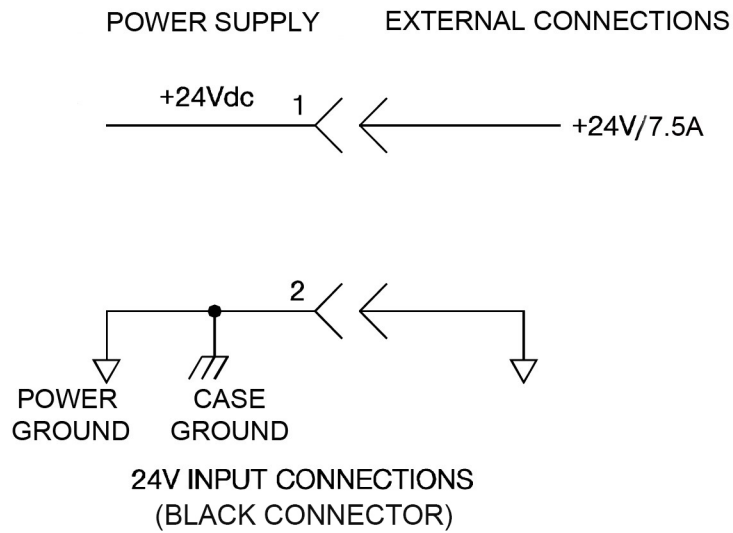 POWER SUPPLY
EXTERNAL CONNECTIONS
+24Vdc
1
+24V/7.5A
2
POWER
GROUND
CASE
GROUND
24V INPUT CONNECTIONS
(BLACK CONNECTOR)